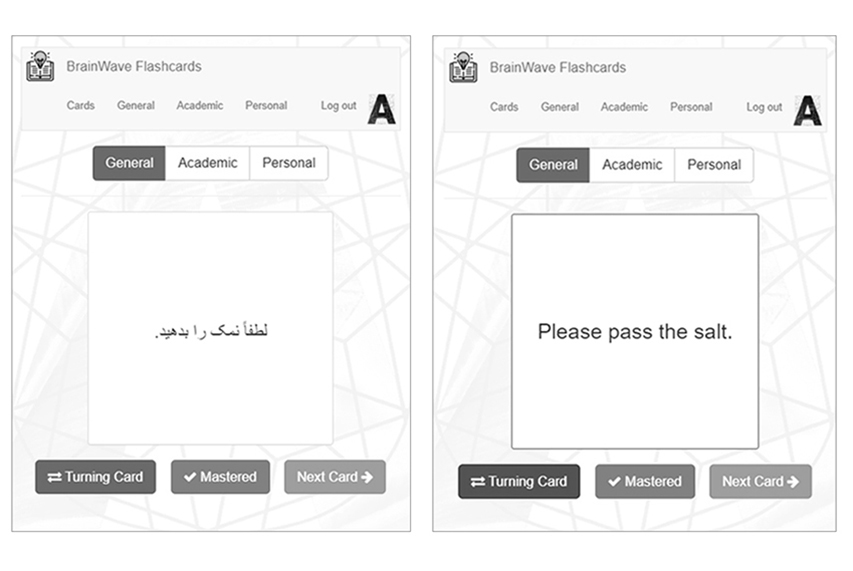 BrainWave Flashcards
Cards General Academic Personal Log out A
General Academic Personal
لطفاً نمک را بدهید.
Turning Card Mastered Next Card
BrainWave Flashcards
Cards General Academic Personal Log out A
General Academic Personal
Please pass the salt.
Turning Card Mastered Next Card